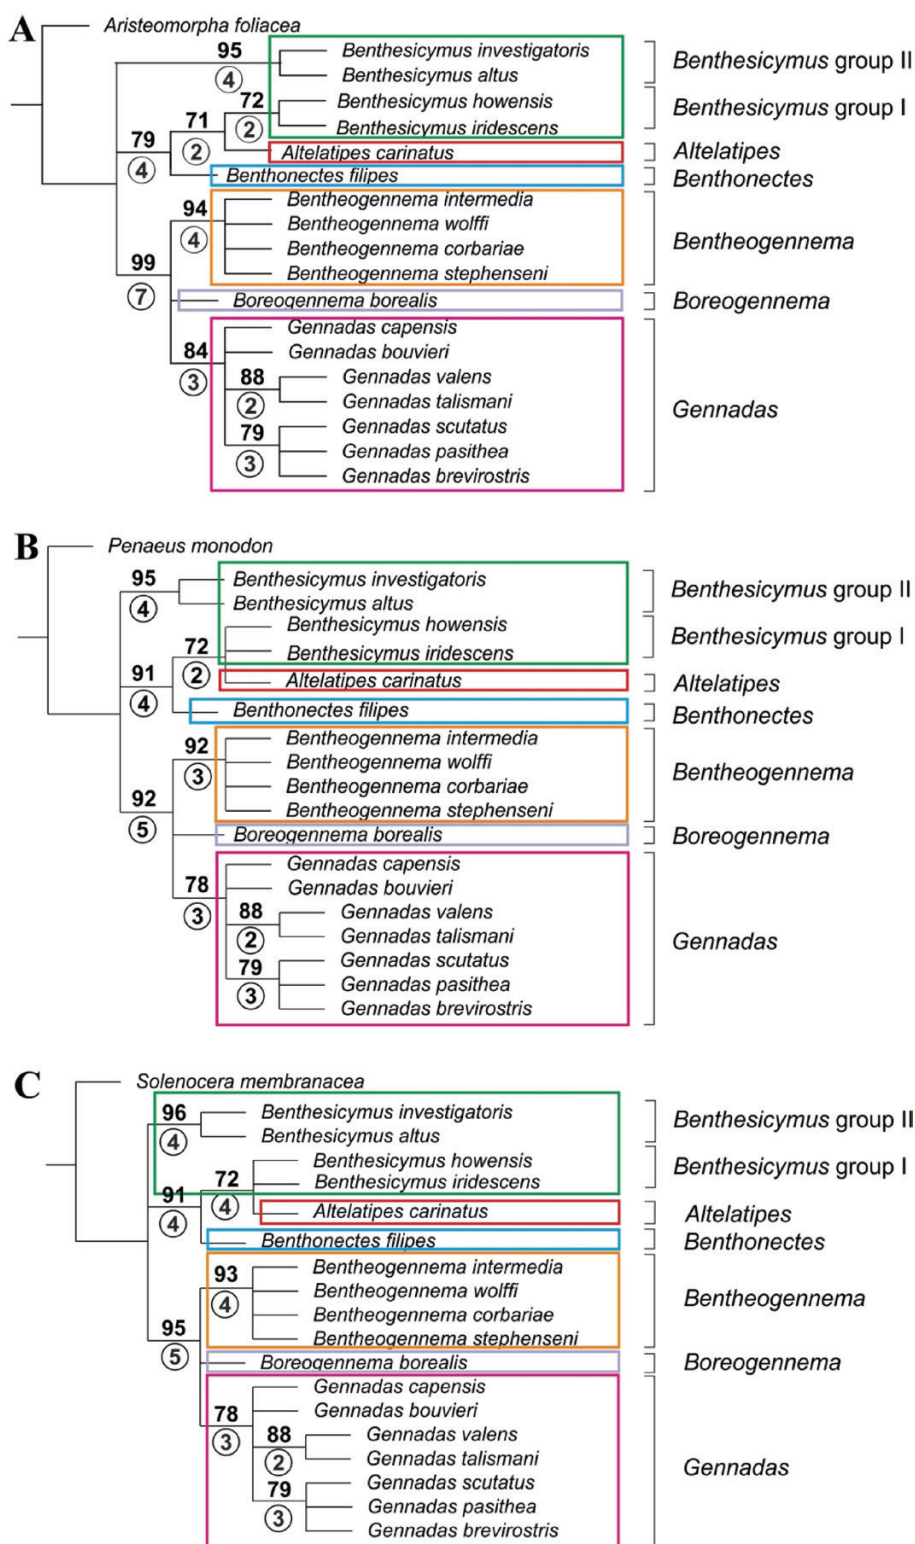 A
Aristeomorpha foliacea
95
4
Benthesicymus investigatoris
Benthesicymus altus
Benthesicymus group II
72
2
Benthesicymus howensis
Benthesicymus iridescens
Benthesicymus group I
79
4
71
2
Altelatipes carinatus
Altelatipes
Benthonectes filipes
Benthonectes
94
4
Bentheogennema intermedia
Bentheogennema wolffi
Bentheogennema corbariae
Bentheogennema stephenseni
Bentheogennema
99
7
Boreogennema borealis
Boreogennema
84
3
Gennadas capensis
Gennadas bouvieri
88
2
Gennadas valens
Gennadas talismani
79
3
Gennadas scutatus
Gennadas pasithea
Gennadas brevirostris
Gennadas
B
Penaeus monodon
95
4
Benthesicymus investigatoris
Benthesicymus altus
Benthesicymus group II
72
2
Benthesicymus howensis
Benthesicymus iridescens
Benthesicymus group I
91
4
Altelatipes carinatus
Altelatipes
Benthonectes filipes
Benthonectes
92
3
Bentheogennema intermedia
Bentheogennema wolffi
Bentheogennema corbariae
Bentheogennema stephenseni
Bentheogennema
92
5
Boreogennema borealis
Boreogennema
78
3
Gennadas capensis
Gennadas bouvieri
88
2
Gennadas valens
Gennadas talismani
79
3
Gennadas scutatus
Gennadas pasithea
Gennadas brevirostris
Gennadas
C
Solenocera membranacea
96
4
Benthesicymus investigatoris
Benthesicymus altus
Benthesicymus group II
72
4
Benthesicymus howensis
Benthesicymus iridescens
Benthesicymus group I
91
4
Altelatipes carinatus
Altelatipes
Benthonectes filipes
Benthonectes
93
4
Bentheogennema intermedia
Bentheogennema wolffi
Bentheogennema corbariae
Bentheogennema stephenseni
Bentheogennema
95
5
Boreogennema borealis
Boreogennema
78
3
Gennadas capensis
Gennadas bouvieri
88
2
Gennadas valens
Gennadas talismani
79
3
Gennadas scutatus
Gennadas pasithea
Gennadas brevirostris
Gennadas